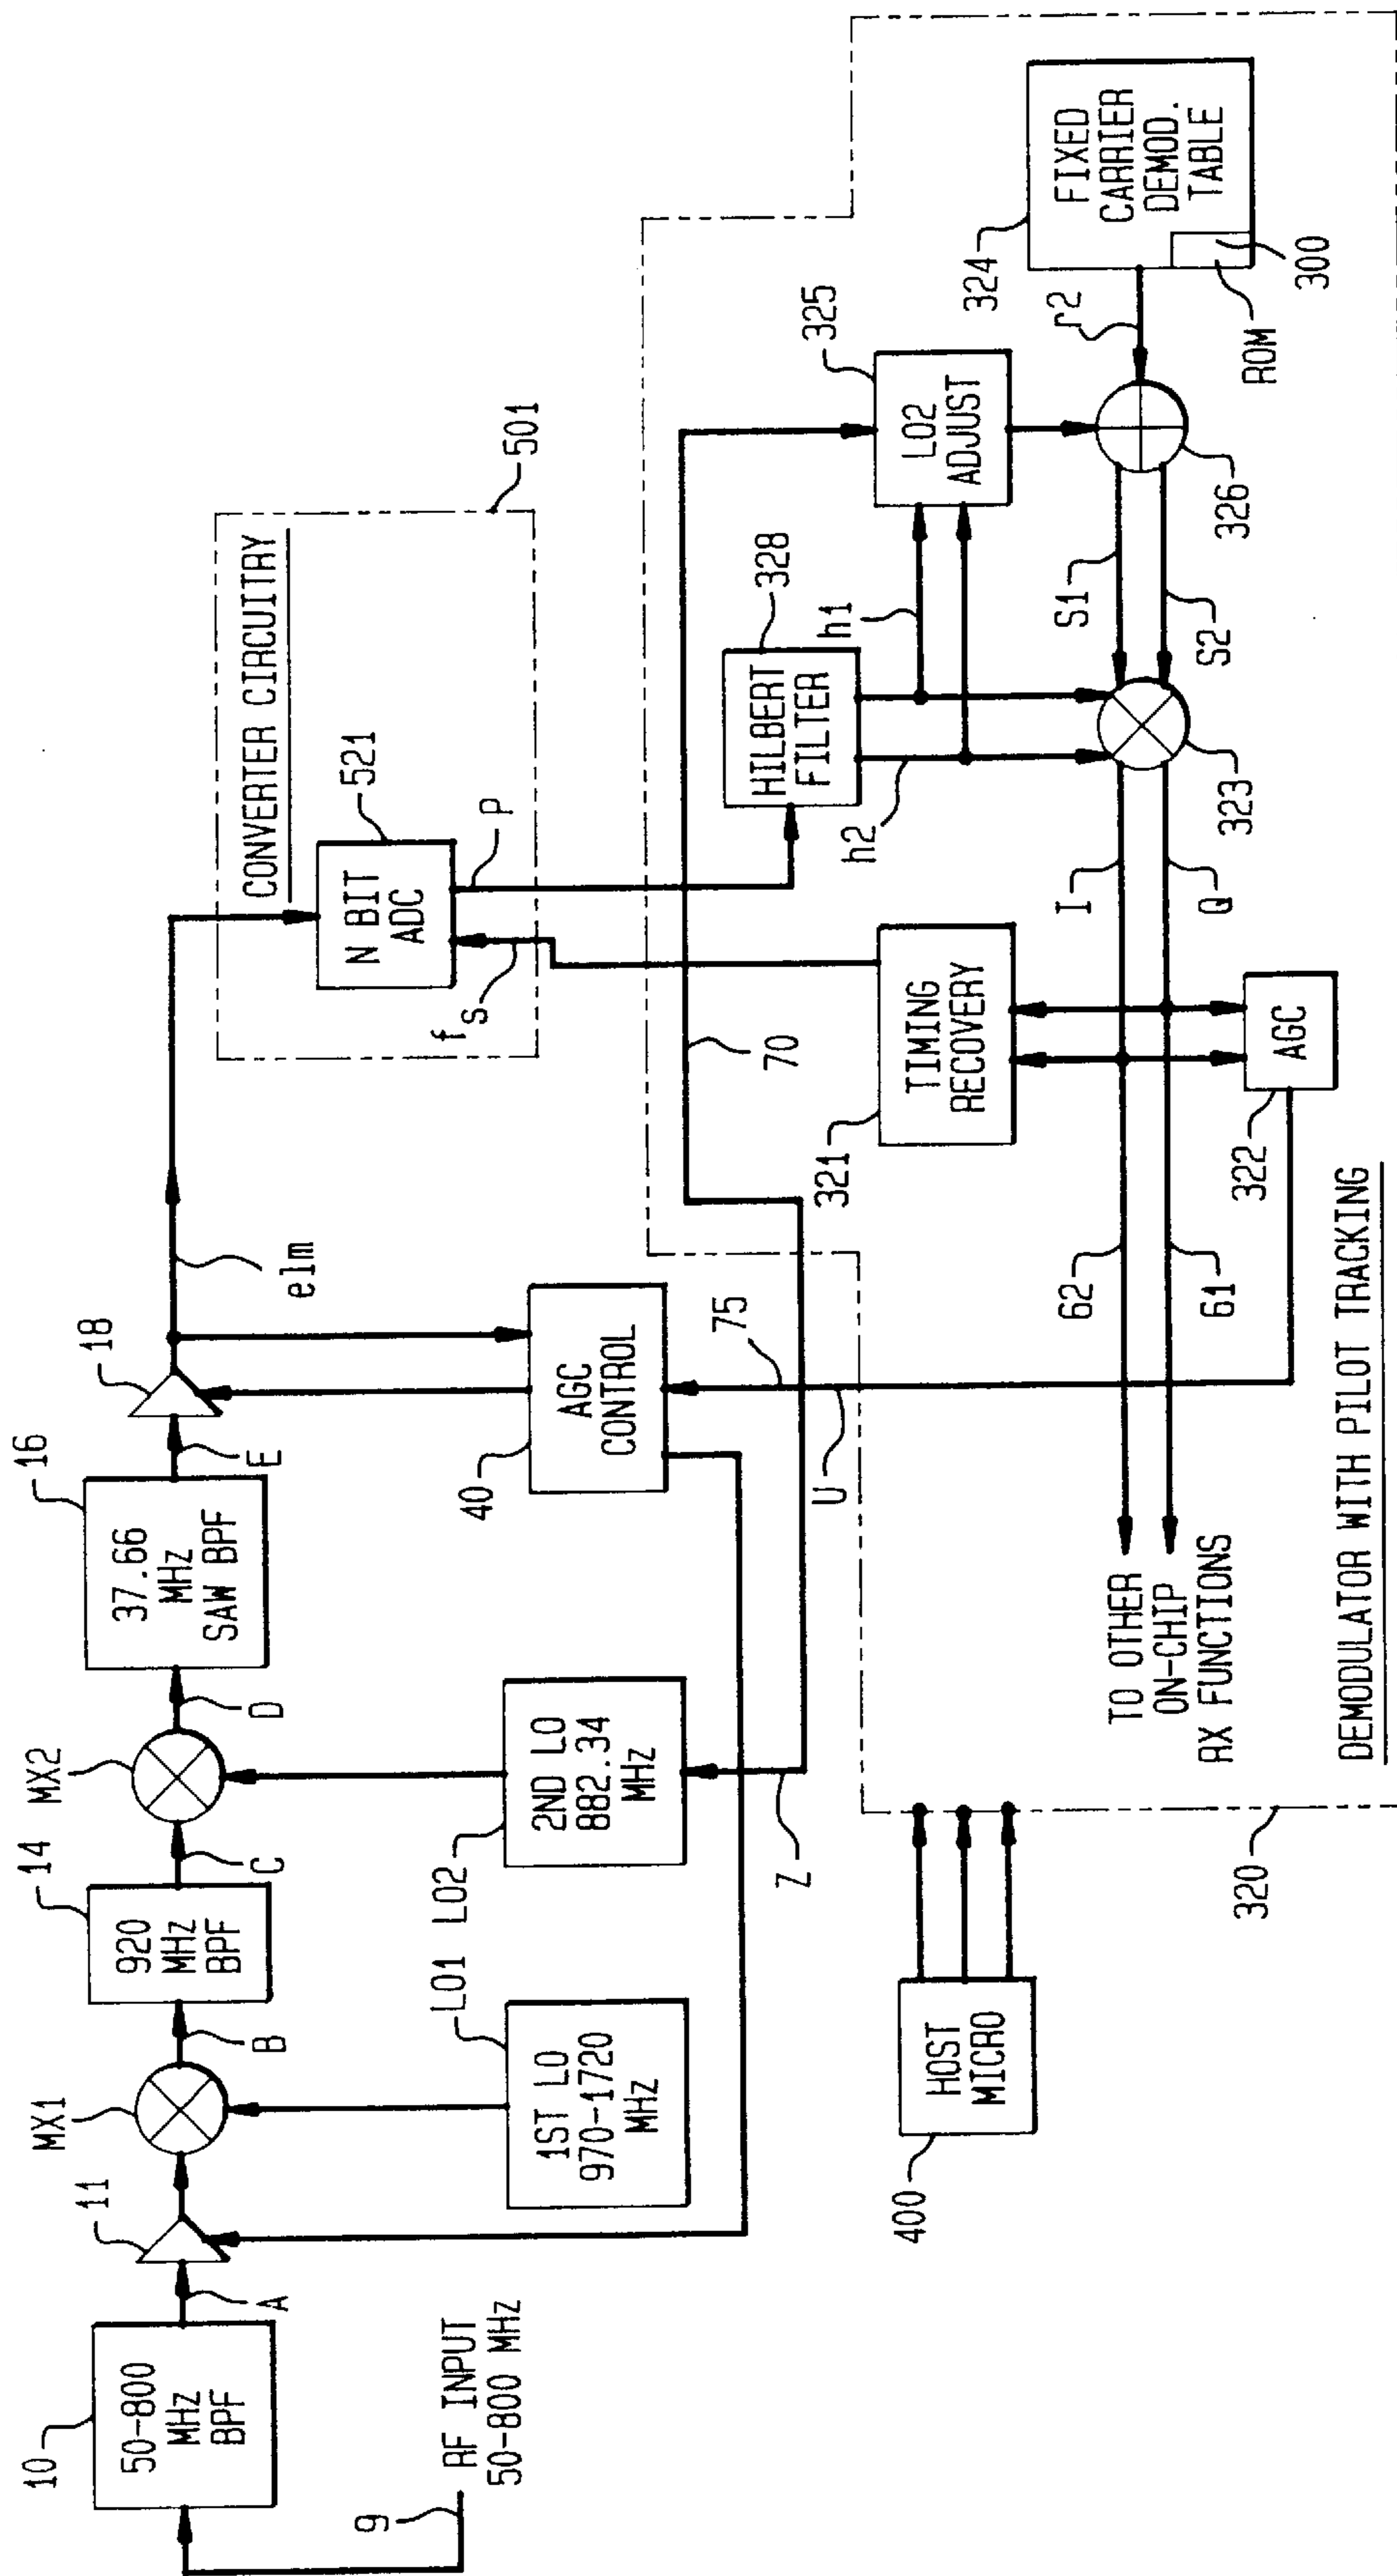 10
50-800
MHz
BPF
9
RF INPUT
50-800 MHz
A
11
MX1
B
1ST LO
970-1720
MHz
LO1
14
920
MHz
BPF
C
MX2
D
2ND LO
882.34
MHz
LO2
Z
16
37.66
MHz
SAW BPF
E
18
elm
40
AGC
CONTROL
75
U
70
CONVERTER CIRCUITRY
501
521
N BIT
ADC
P
f
s
HOST
MICRO
400
320
321
TIMING
RECOVERY
HILBERT
FILTER
328
h1
h2
LO2
ADJUST
325
324
FIXED
CARRIER
DEMOD.
TABLE
ROM
300
r2
326
S1
S2
323
I
Q
62
61
322
AGC
TO OTHER
ON-CHIP
RX FUNCTIONS
DEMODULATOR WITH PILOT TRACKING